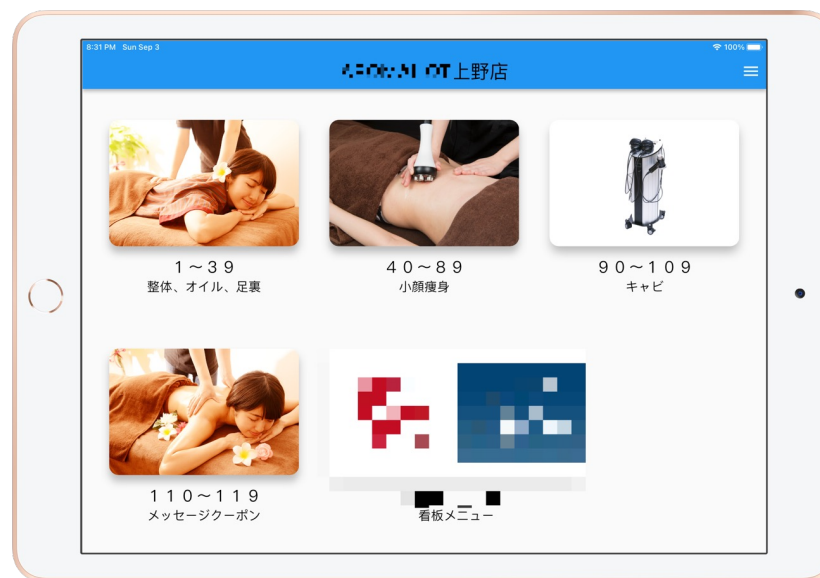 8:31 PM Sun Sep 3
100%
上野店
1～39
整体、オイル、足裏
40～89
小顔痩身
90～109
キャビ
110～119
メッセージクーポン
看板メニュー